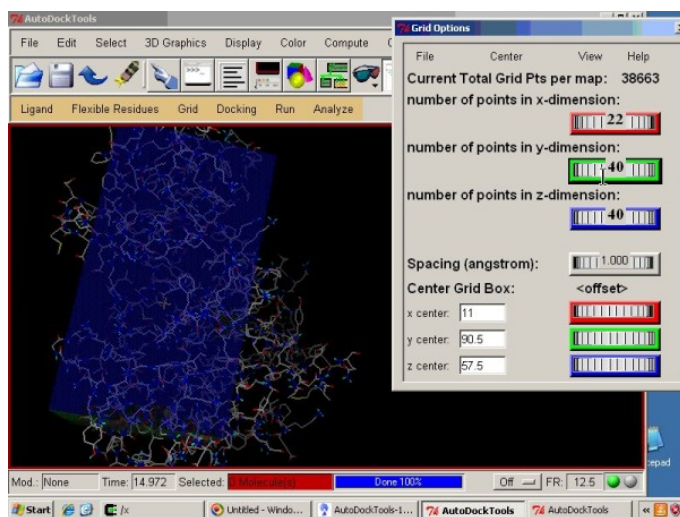 AutoDockTools
File Edit Select 3D Graphics Display Color Compute
Ligand Flexible Residues Grid Docking Run Analyze
Grid Options
File Center View Help
Current Total Grid Pts per map: 38663
number of points in x-dimension:
22
number of points in y-dimension:
40
number of points in z-dimension:
40
Spacing (angstrom): 1.000
Center Grid Box: <offset>
x center: 11
y center: 90.5
z center: 57.5
Mod.: None Time: 14.972 Selected: 0 Molecule(s) Done 100% Off FR: 12.5
Start Untitled - Windo... AutoDockTools-1... AutoDockTools AutoDockTools